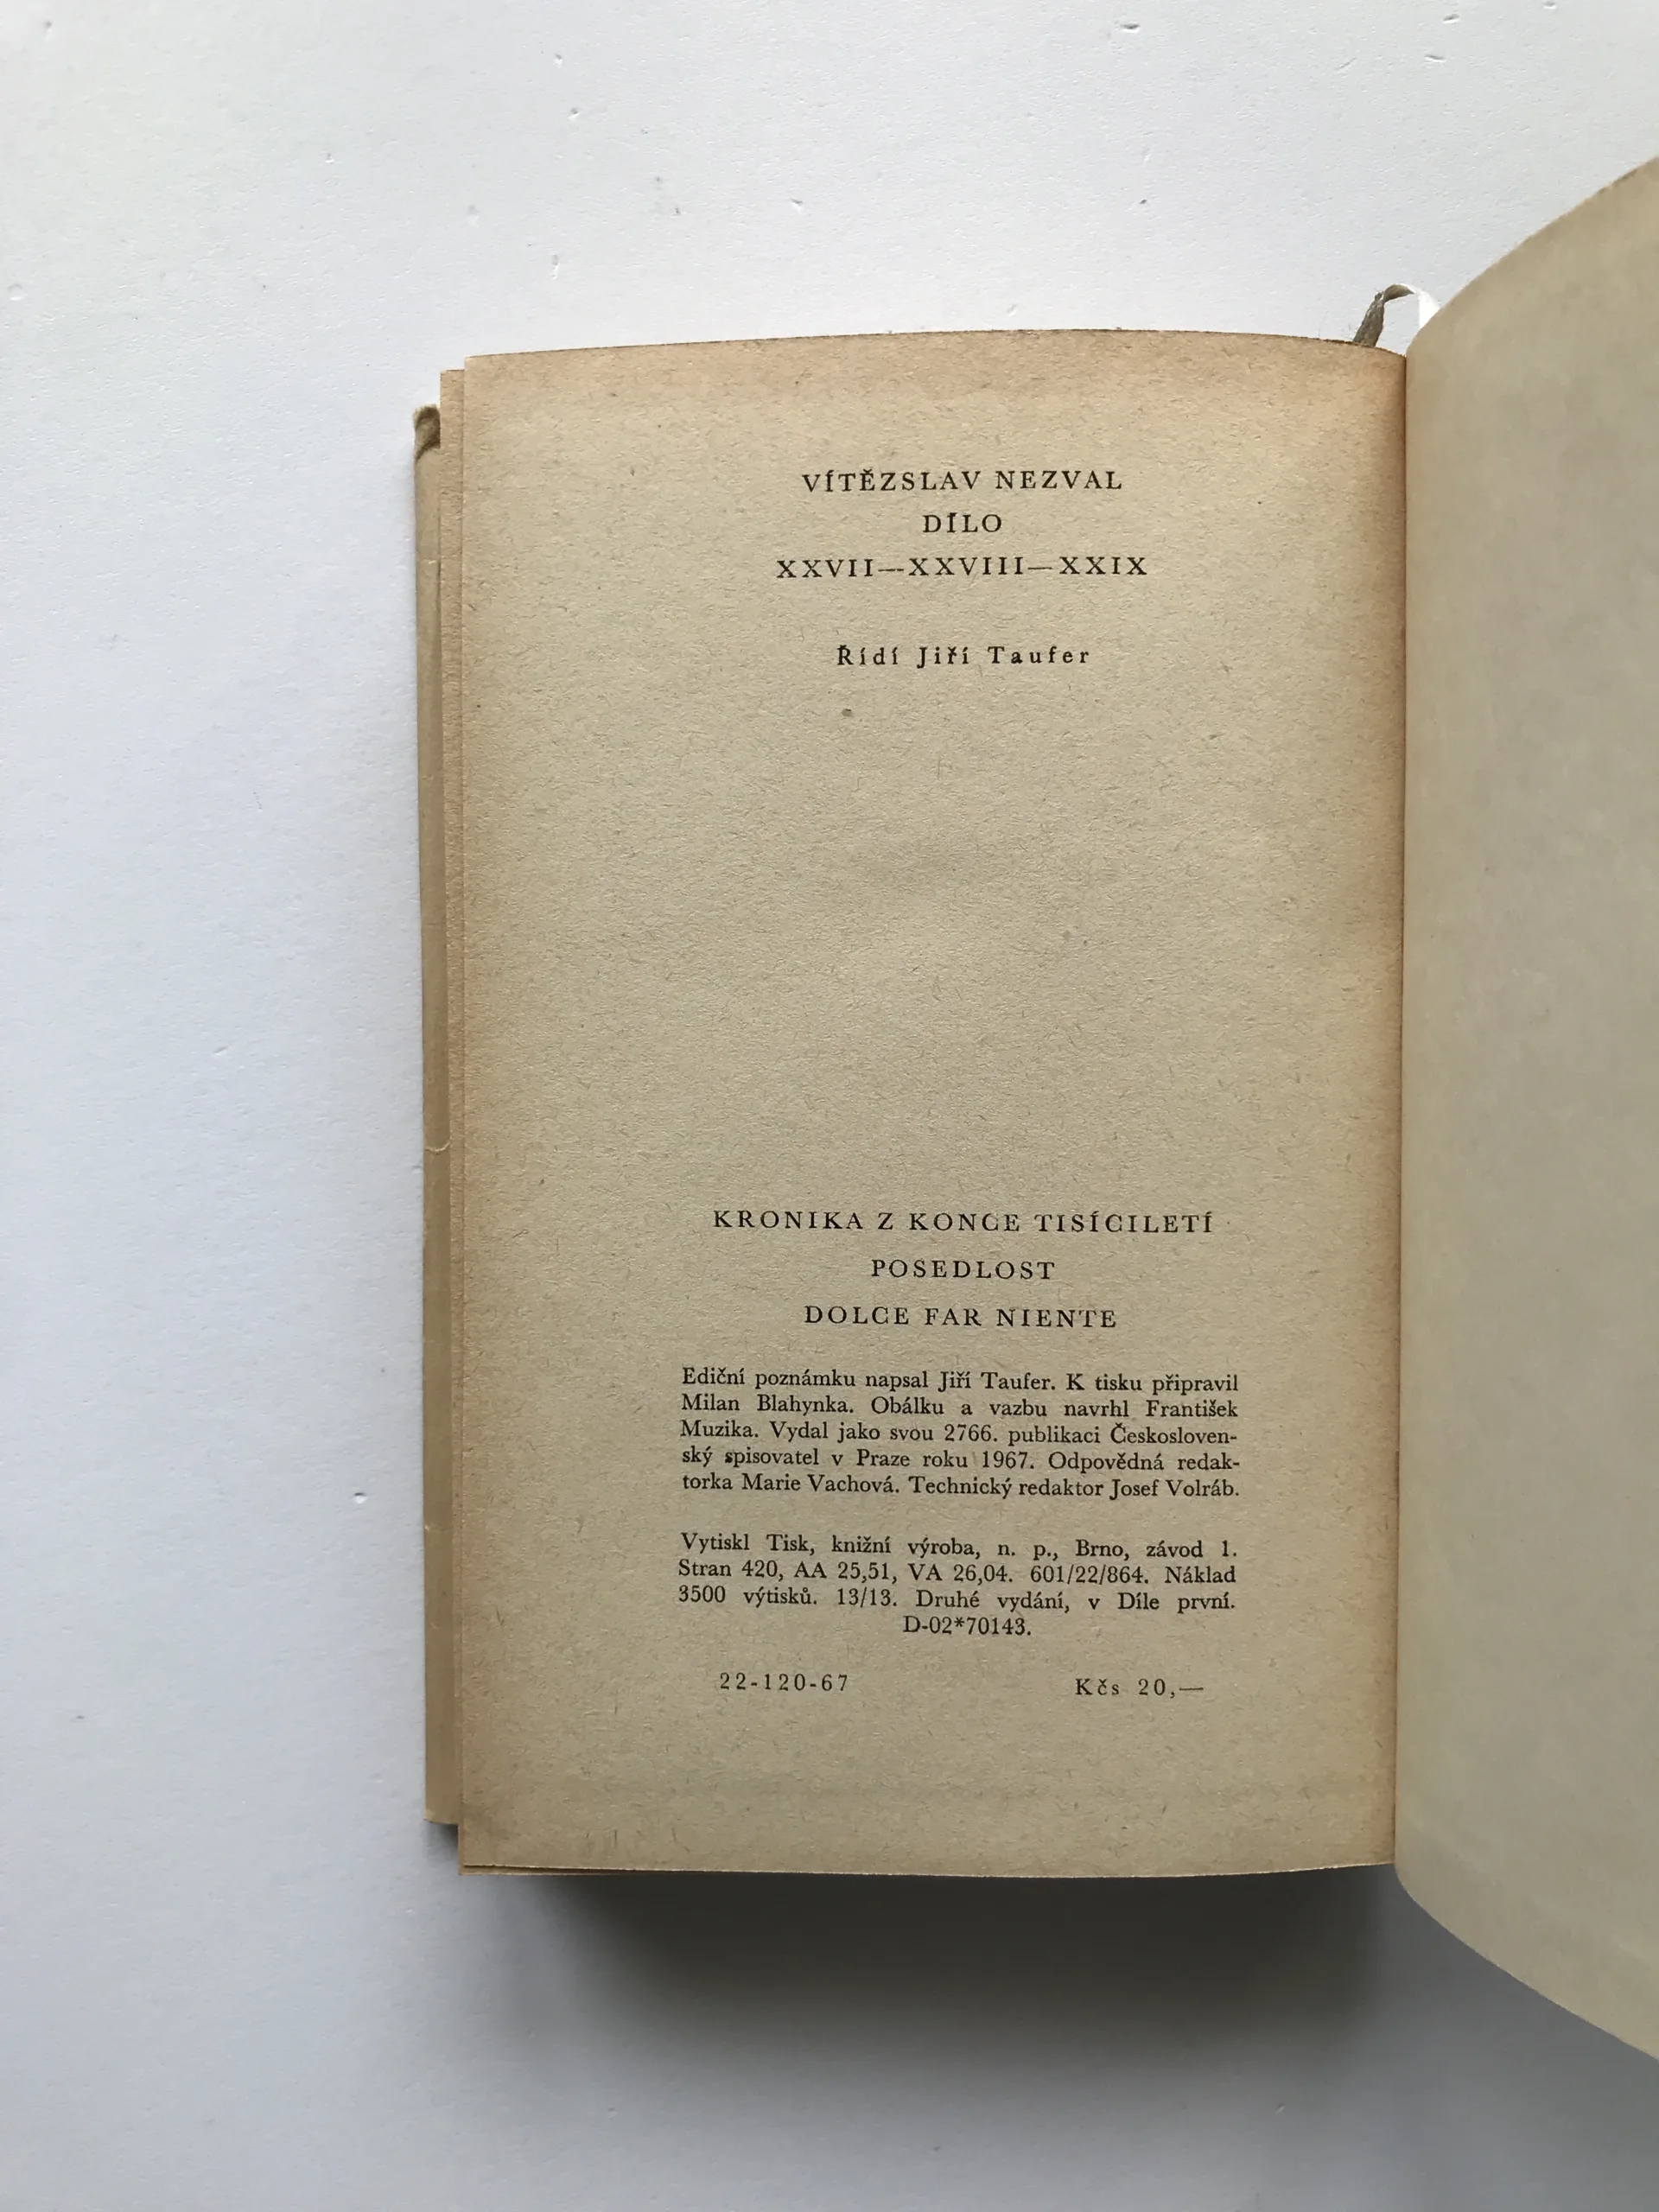 VÍTĚZSLAV NEZVAL
DÍLO
XXVII—XXVIII—XXIX
Řídí Jiří Taufer
KRONIKA Z KONCE TISÍCILETÍ
POSEDLOST
DOLCE FAR NIENTE
Ediční poznámku napsal Jiří Taufer. K tisku připravil
Milan Blahynka. Obálku a vazbu navrhl František
Muzika. Vydal jako svou 2766. publikaci Českosloven-
ský spisovatel v Praze roku 1967. Odpovědná redak-
torka Marie Vachová. Technický redaktor Josef Volráb.
Vytiskl Tisk, knižní výroba, n. p., Brno, závod 1.
Stran 420, AA 25,51, VA 26,04. 601/22/864. Náklad
3500 výtisků. 13/13. Druhé vydání, v Díle první.
D-02*70143.
22-120-67 Kčs 20,—